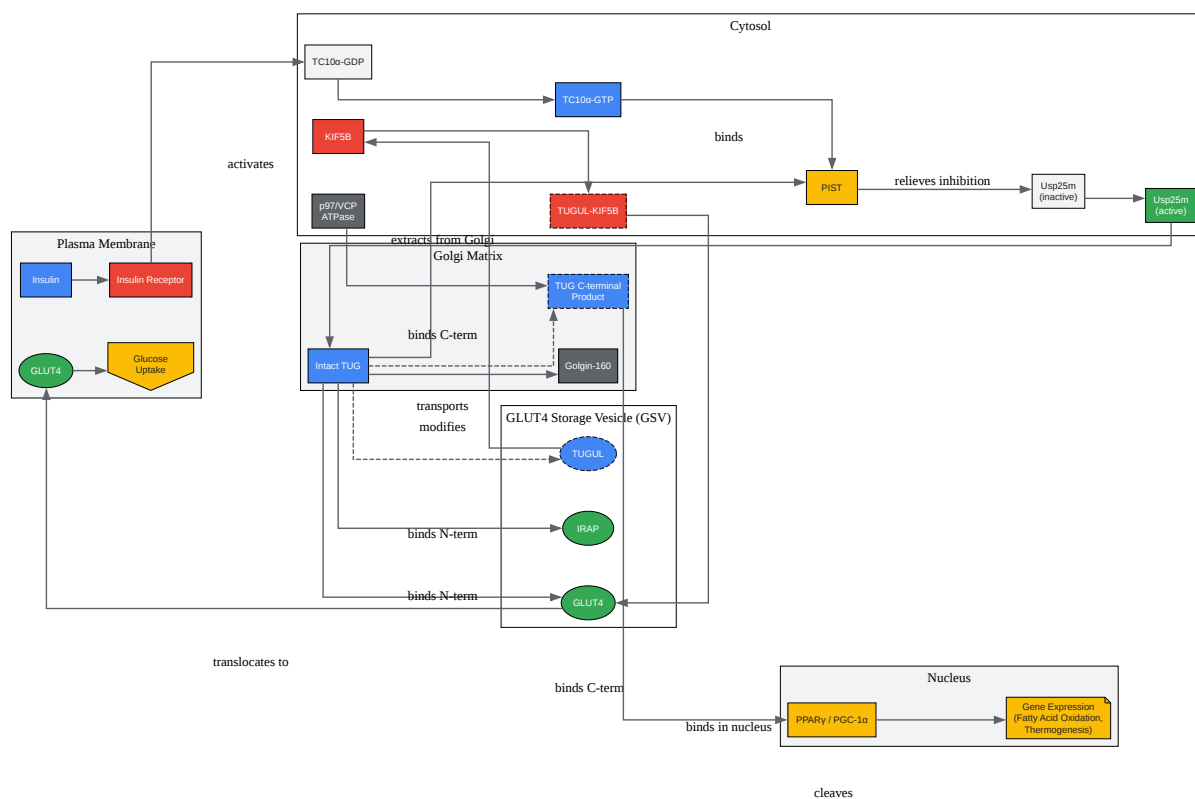 Cytosol
TC10α-GDP
TC10α-GTP
KIF5B
binds
activates
PIST
relieves inhibition
Usp25m
(inactive)
Usp25m
(active)
p97/VCP
ATPase
TUGUL-KIF5B
extracts from Golgi
Plasma Membrane
Insulin
Insulin Receptor
GLUT4
Glucose
Uptake
Golgi Matrix
TUG C-terminal
Product
binds C-term
Intact TUG
Golgin-160
transports
modifies
GLUT4 Storage Vesicle (GSV)
TUGUL
IRAP
binds N-term
binds N-term
GLUT4
translocates to
binds C-term
binds in nucleus
Nucleus
PPARγ / PGC-1α
Gene Expression
(Fatty Acid Oxidation,
Thermogenesis)
cleaves